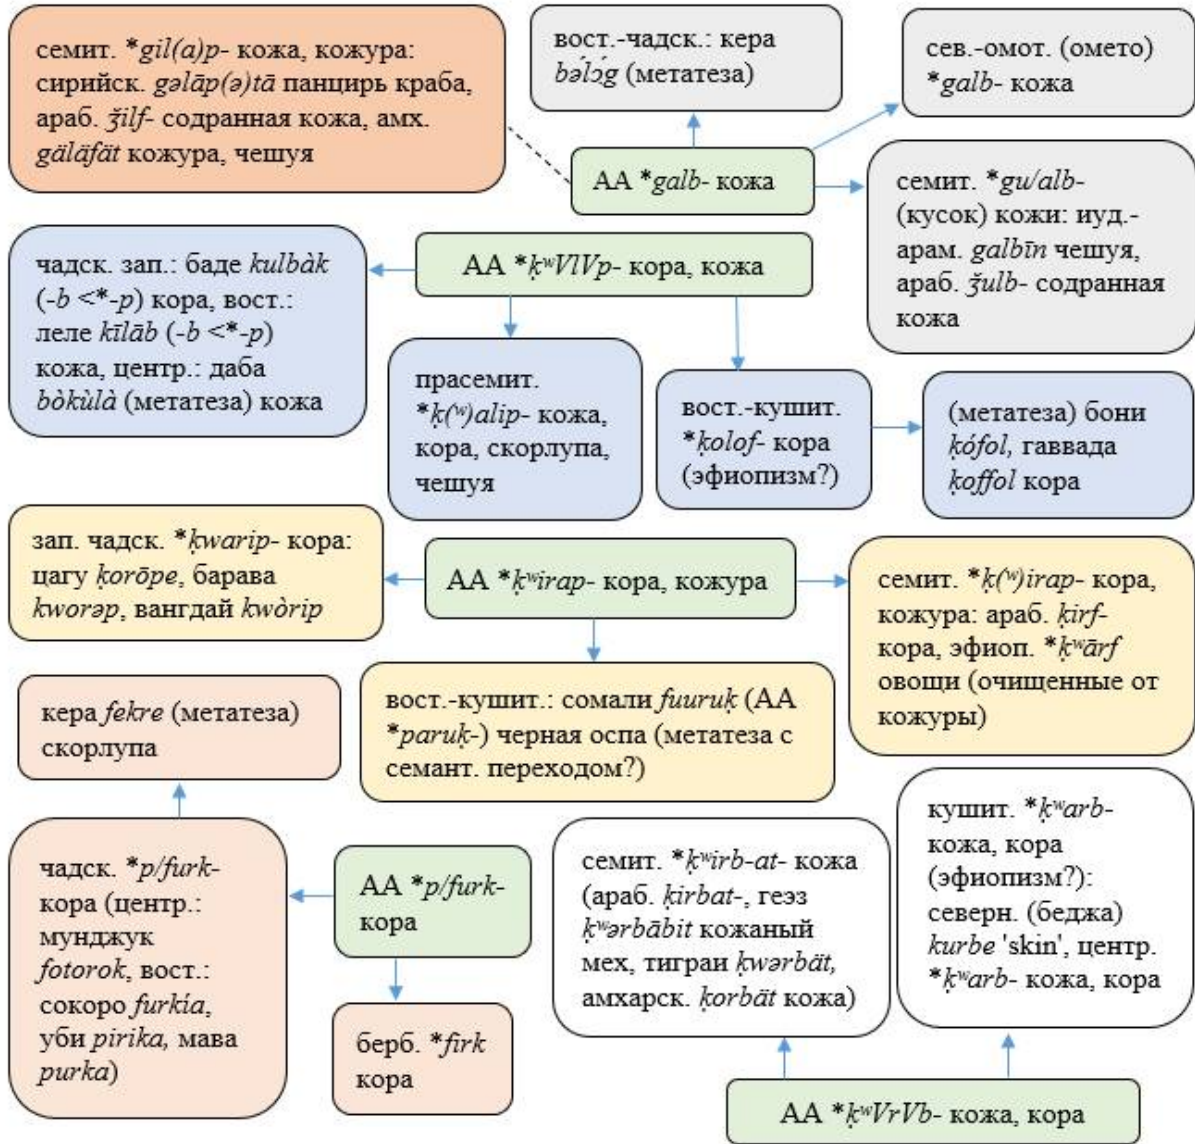 семит. *gil(a)p- кожа, кожура:
сирийск. gəlāp(ə)tā панцирь краба,
араб. ǯilf- содранная кожа, амх.
gäläfät кожура, чешуя
вост.-чадск.: кера
bə́lɔ́g (метатеза)
сев.-омот. (омето)
*galb- кожа
АА *galb- кожа
семит. *gu/alb-
(кусок) кожи: иуд.-
арам. galbīn чешуя,
араб. ǯulb- содранная
кожа
чадск. зап.: баде kulbàk
(-b <*-p) кора, вост.:
леле kīlāb (-b <*-p)
кожа, центр.: даба
bòkùlà (метатеза) кожа
АА *ḳʷVlVp- кора, кожа
прасемит.
*ḳ(ʷ)alip- кожа,
кора, скорлупа,
чешуя
вост.-кушит.
*ḳolof- кора
(эфиопизм?)
(метатеза) бони
ḳófol, гаввада
ḳoffol кора
зап. чадск. *ḳwarip- кора:
цагу ḳorōpe, барава
kworəp, вангдай kwòrip
АА *ḳʷirap- кора, кожура
семит. *ḳ(ʷ)irap- кора,
кожура: араб. ḳirf-
кора, эфиоп. *ḳʷārf
овощи (очищенные от
кожуры)
вост.-кушит.: сомали fuuruḳ (АА
*paruḳ-) черная оспа (метатеза с
семант. переходом?)
кера fekre (метатеза)
скорлупа
чадск. *p/furk-
кора (центр.:
мунджук
fotorok, вост.:
сокоро furkía,
уби pirika, мава
purka)
АА *p/furk-
кора
берб. *firk
кора
семит. *ḳʷirb-at- кожа
(араб. ḳirbat-, геэз
ḳʷərbābit кожаный
мех, тиграи ḳwərbät,
амхарск. ḳorbät кожа)
кушит. *ḳʷarb-
кожа, кора
(эфиопизм?):
северн. (беджа)
kurbe 'skin', центр.
*ḳʷarb- кожа, кора
АА *ḳʷVrVb- кожа, кора